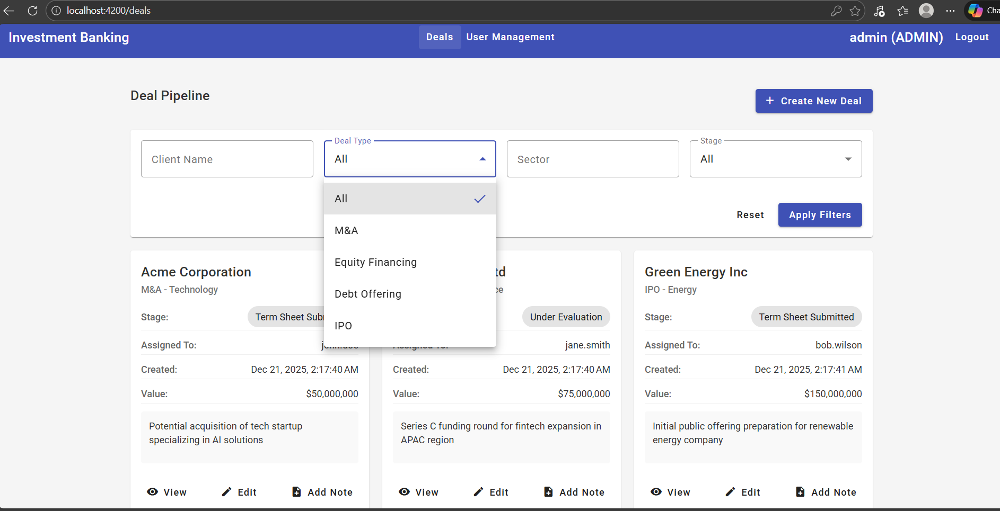 localhost:4200/deals
Cha
Investment Banking
Deals
User Management
admin (ADMIN)
Logout
Deal Pipeline
+ Create New Deal
Client Name
Deal Type
All
Sector
Stage
All
All
M&A
Equity Financing
Debt Offering
IPO
Reset
Apply Filters
Acme Corporation
M&A - Technology
Stage:
Term Sheet Sub
Assigned To:
john.doe
Created:
Dec 21, 2025, 2:17:40 AM
Value:
$50,000,000
Potential acquisition of tech startup
specializing in AI solutions
View
Edit
Add Note
td
ce
Under Evaluation
Assigned To:
jane.smith
Created:
Dec 21, 2025, 2:17:40 AM
Value:
$75,000,000
Series C funding round for fintech expansion in
APAC region
View
Edit
Add Note
Green Energy Inc
IPO - Energy
Stage:
Term Sheet Submitted
Assigned To:
bob.wilson
Created:
Dec 21, 2025, 2:17:41 AM
Value:
$150,000,000
Initial public offering preparation for renewable
energy company
View
Edit
Add Note